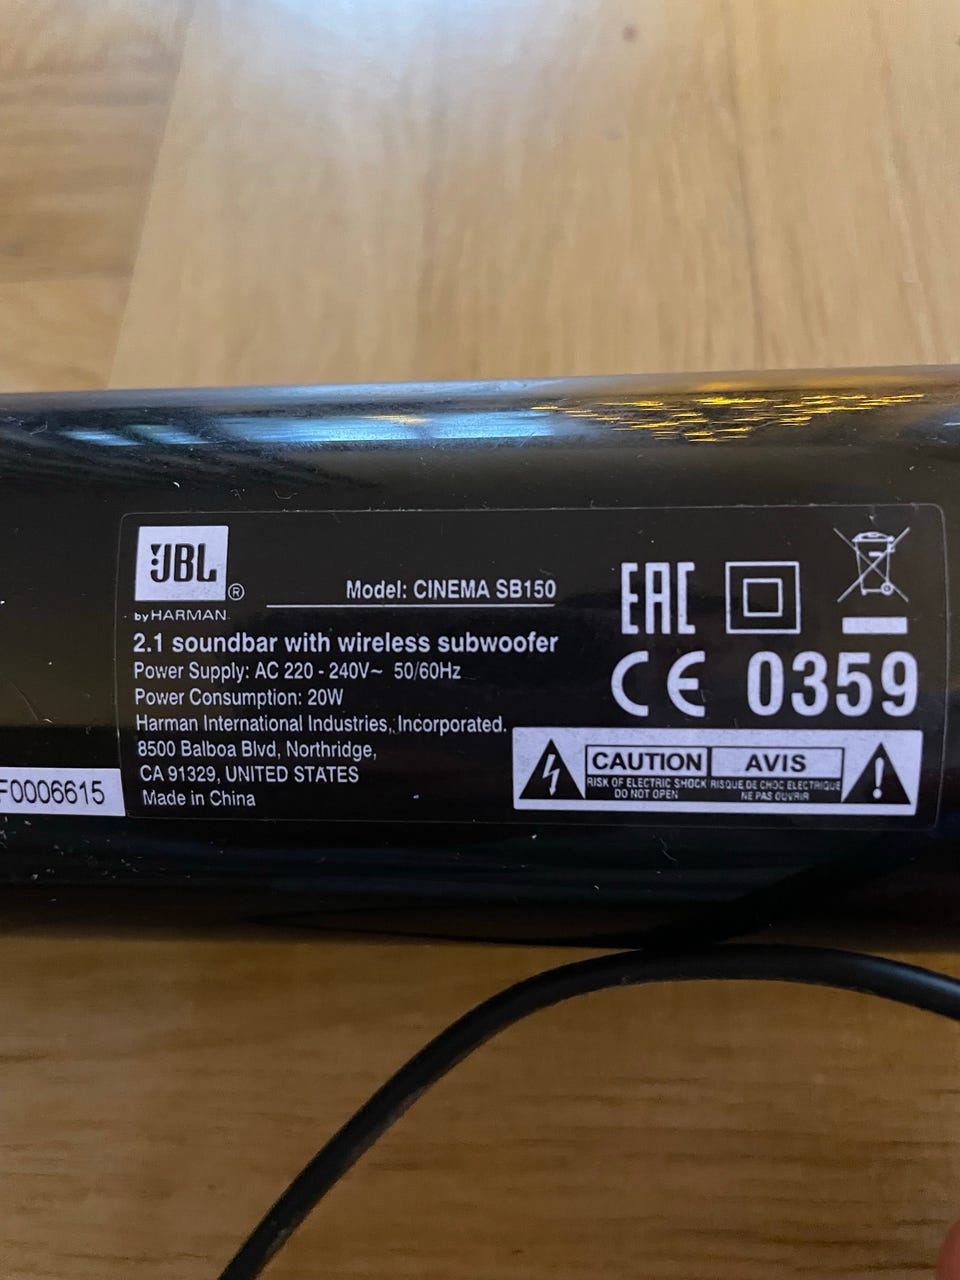 JBL
®
by HARMAN
Model: CINEMA SB150
2.1 soundbar with wireless subwoofer
Power Supply: AC 220 - 240V~ 50/60Hz
Power Consumption: 20W
Harman International Industries, Incorporated.
8500 Balboa Blvd, Northridge,
CA 91329, UNITED STATES
Made in China
F0006615
EAC
CE 0359
CAUTION AVIS
RISK OF ELECTRIC SHOCK RISQUE DE CHOC ELECTRIQUE
DO NOT OPEN NE PAS OUVRIR